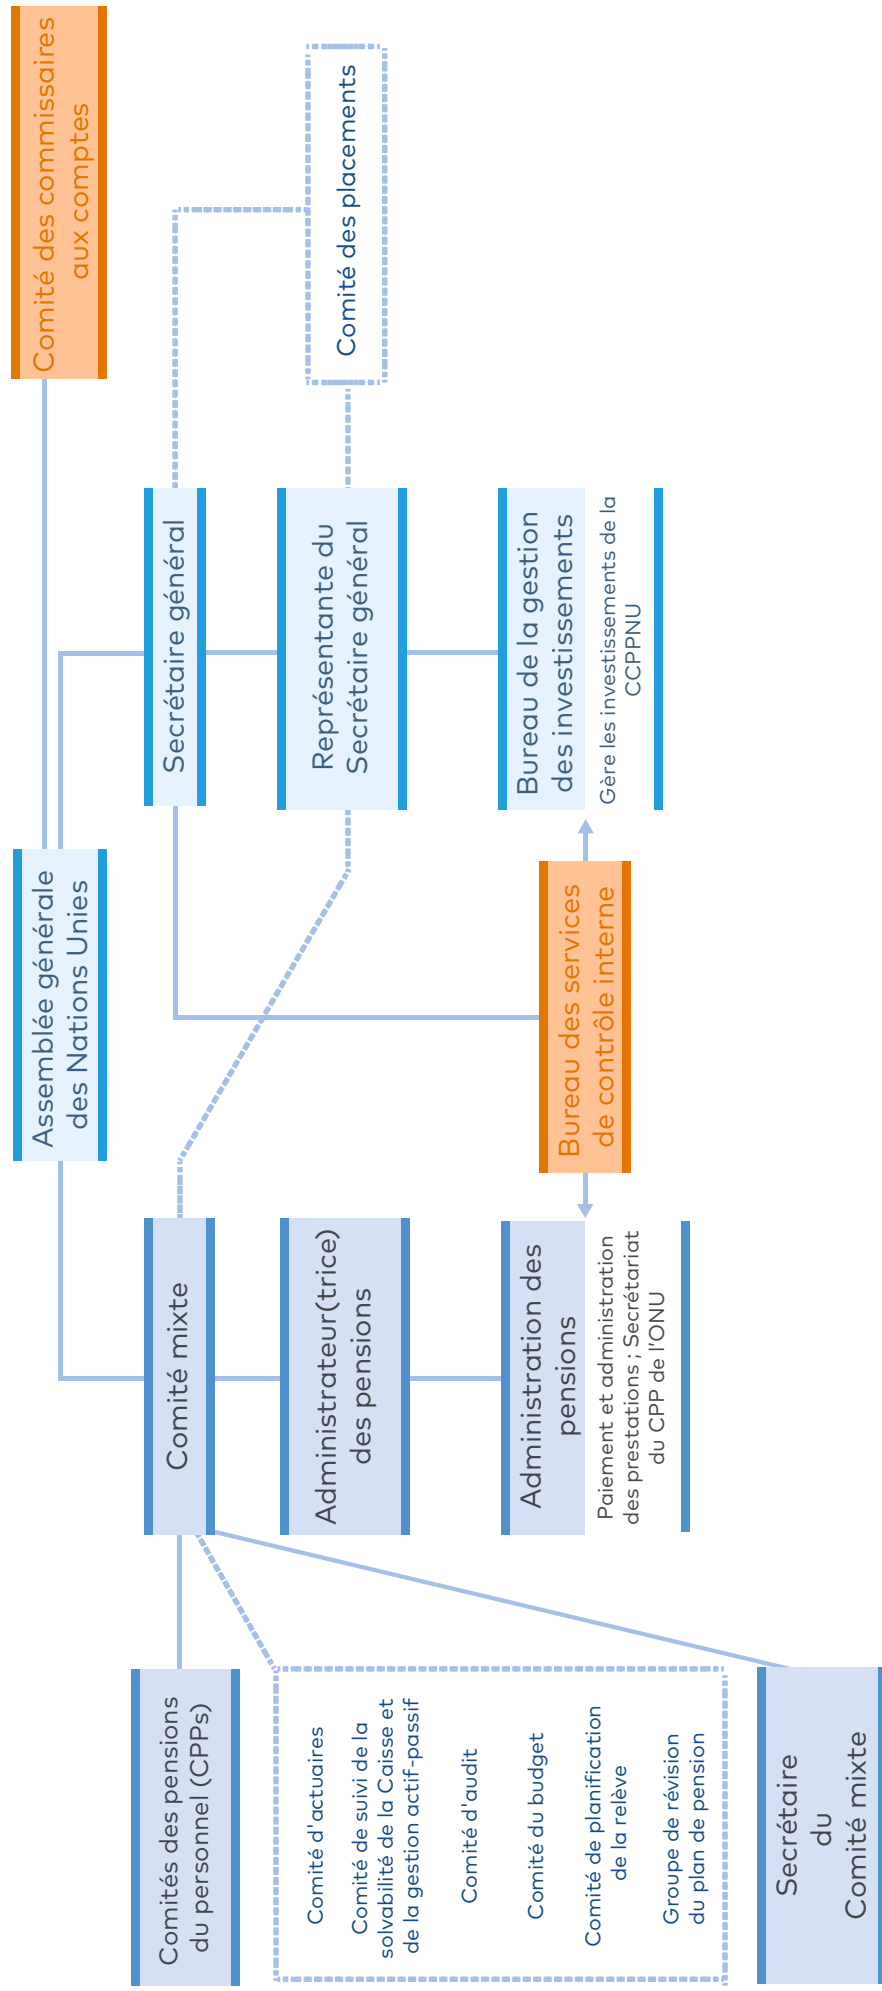 Assemblée générale
des Nations Unies
Comité des commissaires
aux comptes
Comités des pensions
du personnel (CPPs)
Comité mixte
Secrétaire général
Comité d'actuaires
Comité de suivi de la
solvabilité de la Caisse et
de la gestion actif-passif
Comité d'audit
Comité du budget
Comité de planification
de la relève
Groupe de révision
du plan de pension
Administrateur(trice)
des pensions
Représentante du
Secrétaire général
Comité des placements
Administration des
pensions
Paiement et administration
des prestations ; Secrétariat
du CPP de l'ONU
Bureau des services
de contrôle interne
Bureau de la gestion
des investissements
Gère les investissements de la
CCPPNU
Secrétaire
du
Comité mixte